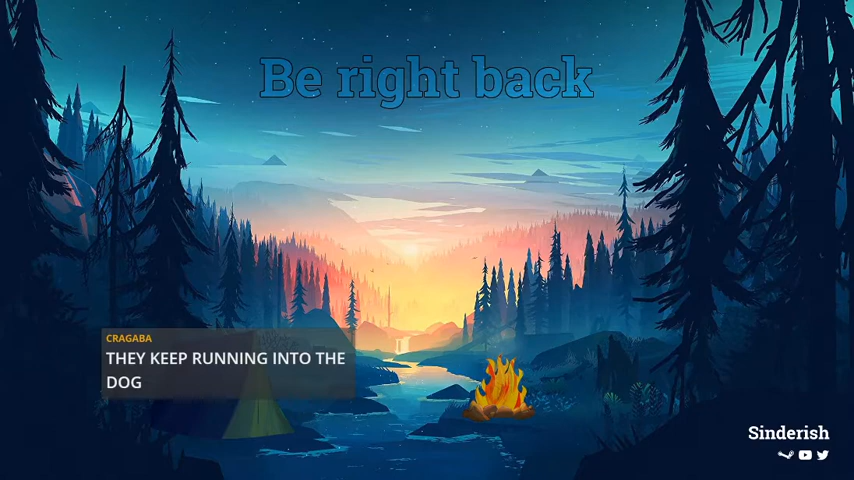 Be right back
CRAGABA
THEY KEEP RUNNING INTO THE
DOG
Sinderish